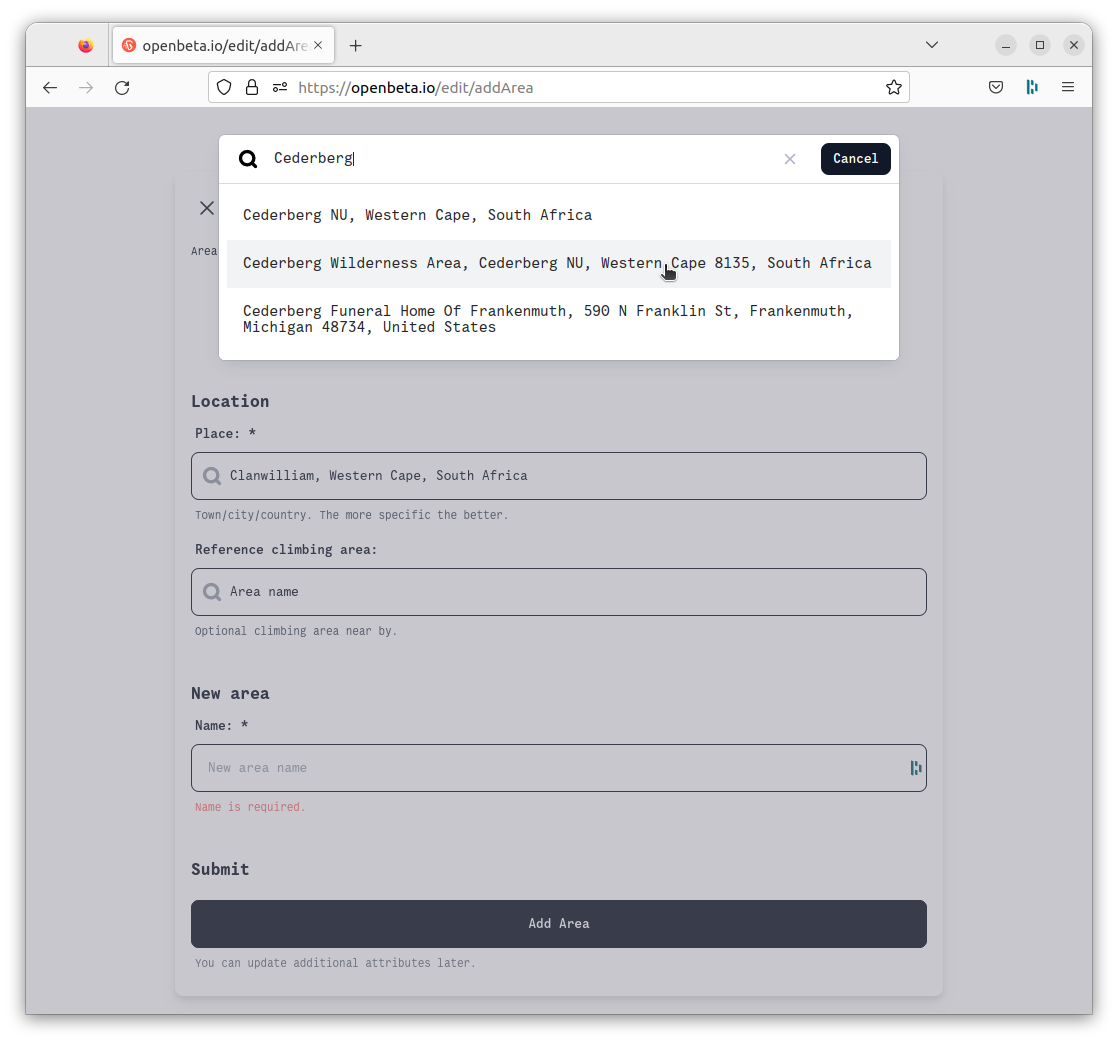 openbeta.io/edit/addAre
https://openbeta.io/edit/addArea
Cederberg
Cancel
Cederberg NU, Western Cape, South Africa
Cederberg Wilderness Area, Cederberg NU, Western Cape 8135, South Africa
Cederberg Funeral Home Of Frankenmuth, 590 N Franklin St, Frankenmuth,
Michigan 48734, United States
Area
Location
Place: *
Clanwilliam, Western Cape, South Africa
Town/city/country. The more specific the better.
Reference climbing area:
Area name
Optional climbing area near by.
New area
Name: *
New area name
Name is required.
Submit
Add Area
You can update additional attributes later.